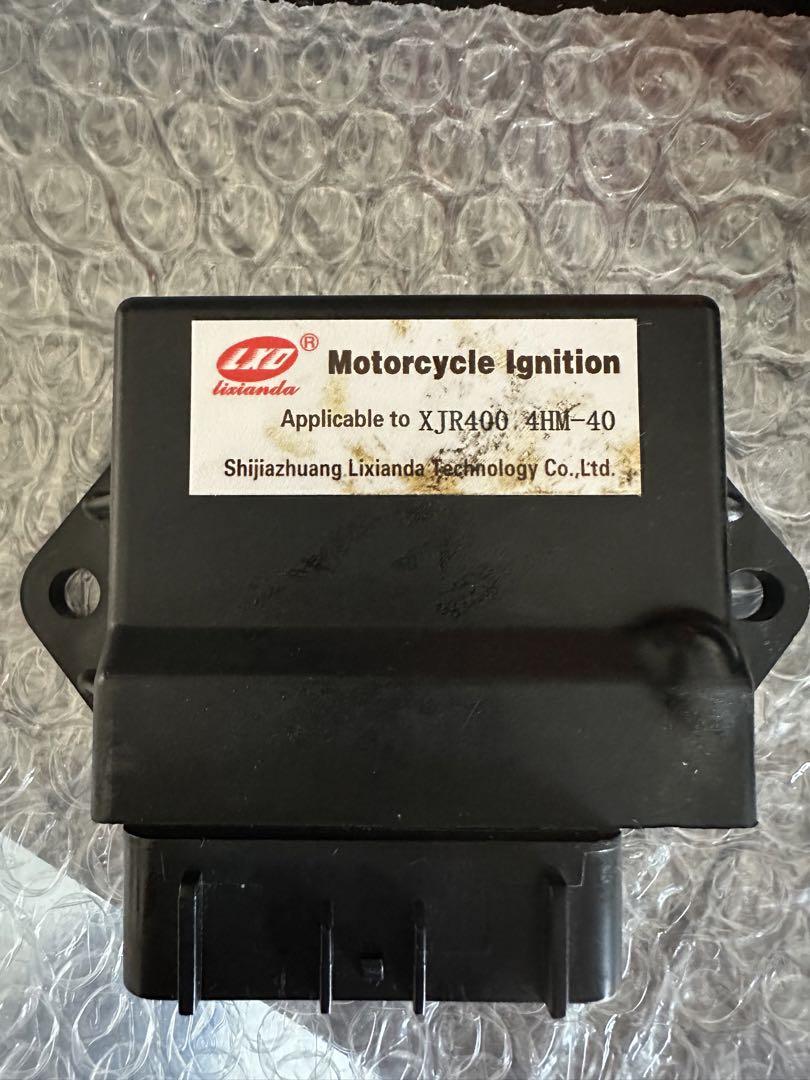 LXD ®
lixianda
Motorcycle Ignition
Applicable to XJR400 4HM-40
Shijiazhuang Lixianda Technology Co.,Ltd.